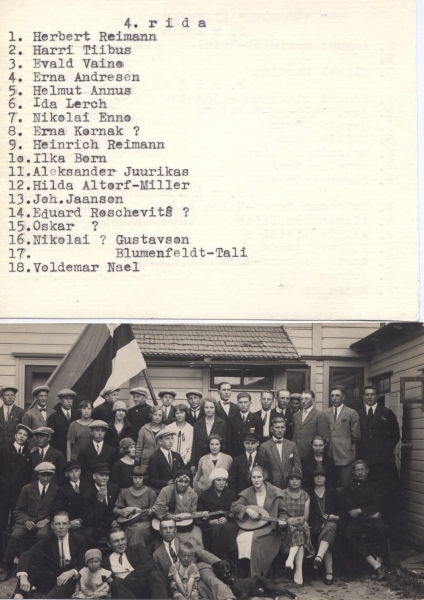 4. rida
1. Herbert Reimann
2. Harri Tiibus
3. Evald Vaino
4. Erna Andresen
5. Helmut Annus
6. Ida Lerch
7. Nikolai Enno
8. Erna Kornak ?
9. Heinrich Reimann
10. Ilka Born
11. Aleksander Juurikas
12. Hilda Altorf-Miller
13. Joh. Jaanson
14. Eduard Roschevitš ?
15. Oskar ?
16. Nikolai ? Gustavson
17. Blumenfeldt-Tali
18. Voldemar Nael